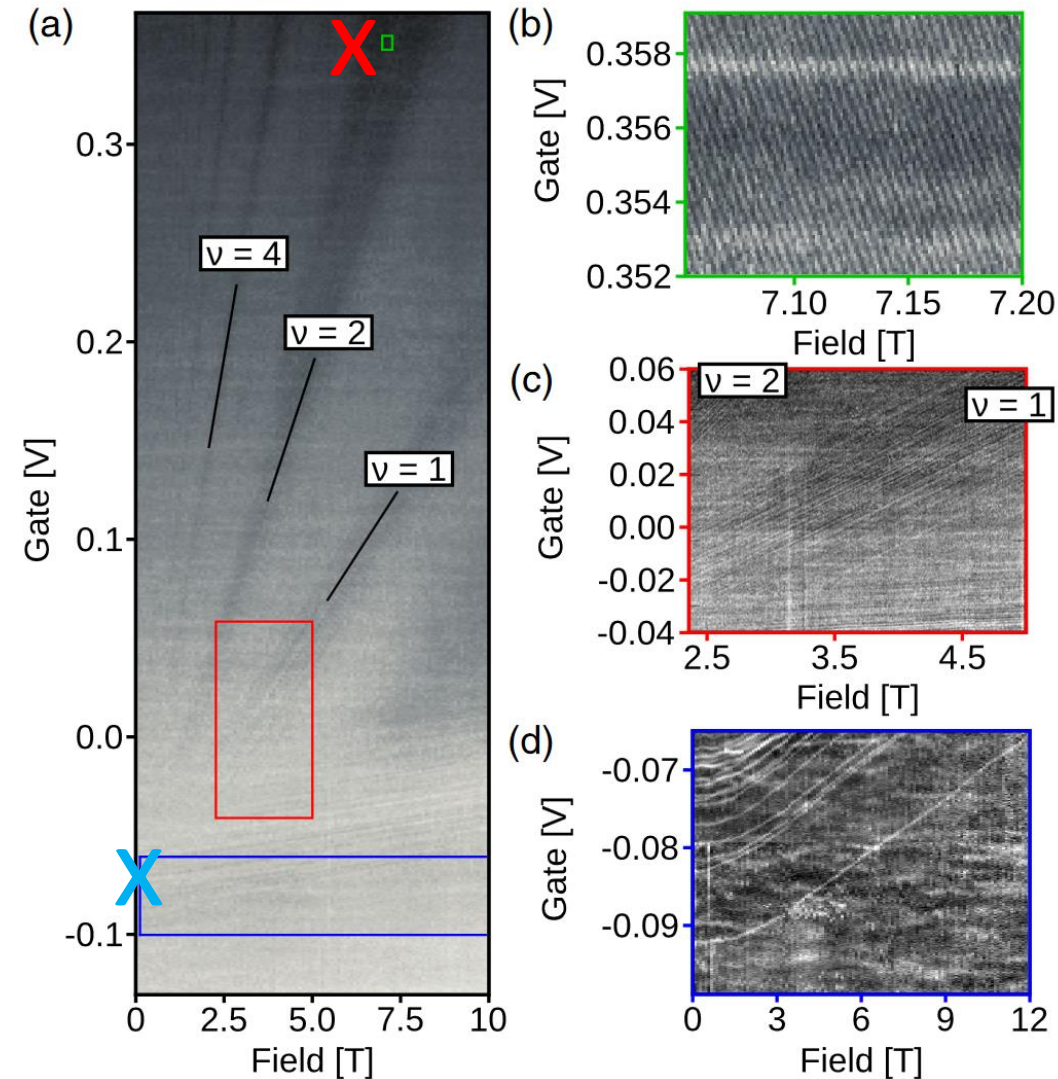 (a)
X
ν = 4
ν = 2
ν = 1
X
0.3
0.2
0.1
0.0
-0.1
Gate [V]
0 2.5 5.0 7.5 10
Field [T]
(b)
0.358
0.356
0.354
0.352
Gate [V]
7.10 7.15 7.20
Field [T]
(c)
ν = 2
ν = 1
0.06
0.04
0.02
0.00
-0.02
-0.04
Gate [V]
2.5 3.5 4.5
Field [T]
(d)
-0.07
-0.08
-0.09
Gate [V]
0 3 6 9 12
Field [T]